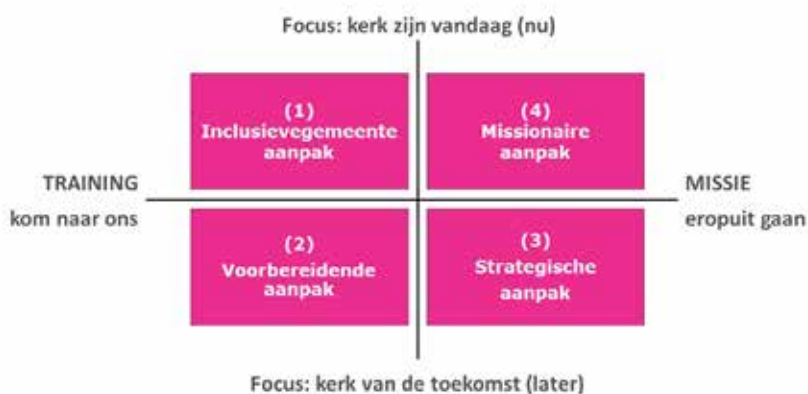 Focus: kerk zijn vandaag (nu)
(1)
Inclusievegemeente
aanpak
(4)
Missionaire
aanpak
TRAINING
kom naar ons
MISSIE
eropuit gaan
(2)
Voorbereidende
aanpak
(3)
Strategische
aanpak
Focus: kerk van de toekomst (later)